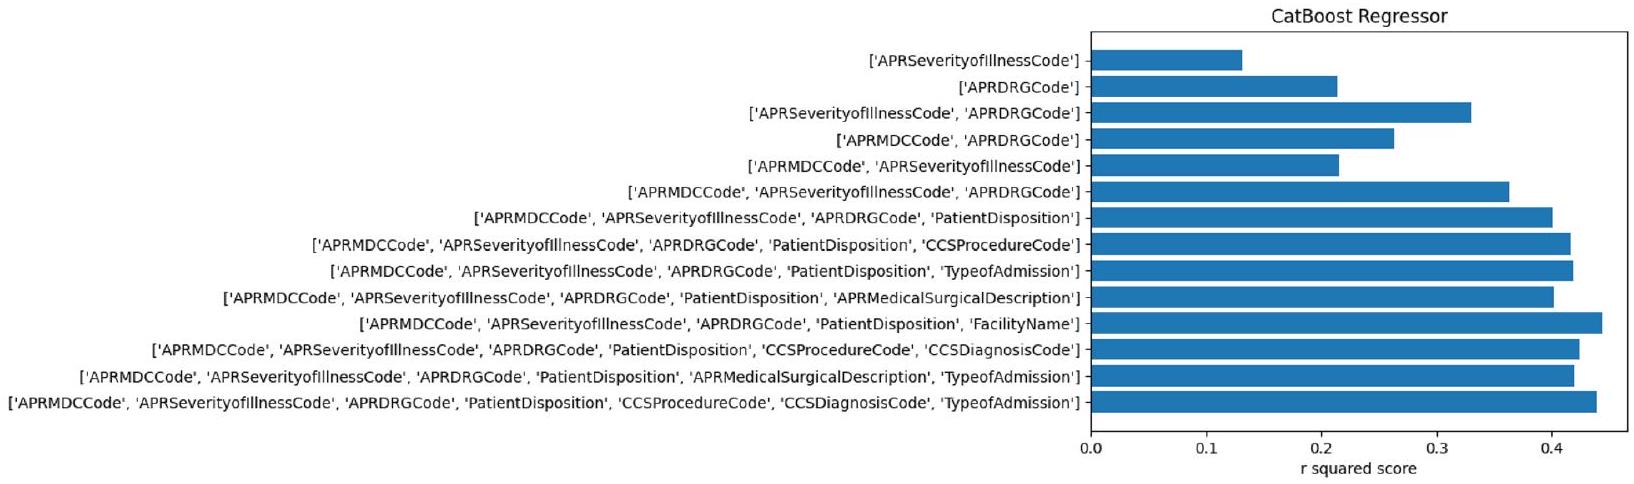 CatBoost Regressor
['APRSeverityofIllnessCode']
['APRDRGCode']
['APRSeverityofIllnessCode', 'APRDRGCode']
['APRMDCCode', 'APRDRGCode']
['APRMDCCode', 'APRSeverityofIllnessCode']
['APRMDCCode', 'APRSeverityofIllnessCode', 'APRDRGCode']
['APRMDCCode', 'APRSeverityofIllnessCode', 'APRDRGCode', 'PatientDisposition']
['APRMDCCode', 'APRSeverityofIllnessCode', 'APRDRGCode', 'PatientDisposition', 'CCSProcedureCode']
['APRMDCCode', 'APRSeverityofIllnessCode', 'APRDRGCode', 'PatientDisposition', 'TypeofAdmission']
['APRMDCCode', 'APRSeverityofIllnessCode', 'APRDRGCode', 'PatientDisposition', 'APRMedicalSurgicalDescription']
['APRMDCCode', 'APRSeverityofIllnessCode', 'APRDRGCode', 'PatientDisposition', 'FacilityName']
['APRMDCCode', 'APRSeverityofIllnessCode', 'APRDRGCode', 'PatientDisposition', 'CCSProcedureCode', 'CCSDiagnosisCode']
['APRMDCCode', 'APRSeverityofIllnessCode', 'APRDRGCode', 'PatientDisposition', 'APRMedicalSurgicalDescription', 'TypeofAdmission']
['APRMDCCode', 'APRSeverityofIllnessCode', 'APRDRGCode', 'PatientDisposition', 'CCSProcedureCode', 'CCSDiagnosisCode', 'TypeofAdmission']
0.0 0.1 0.2 0.3 0.4
r squared score